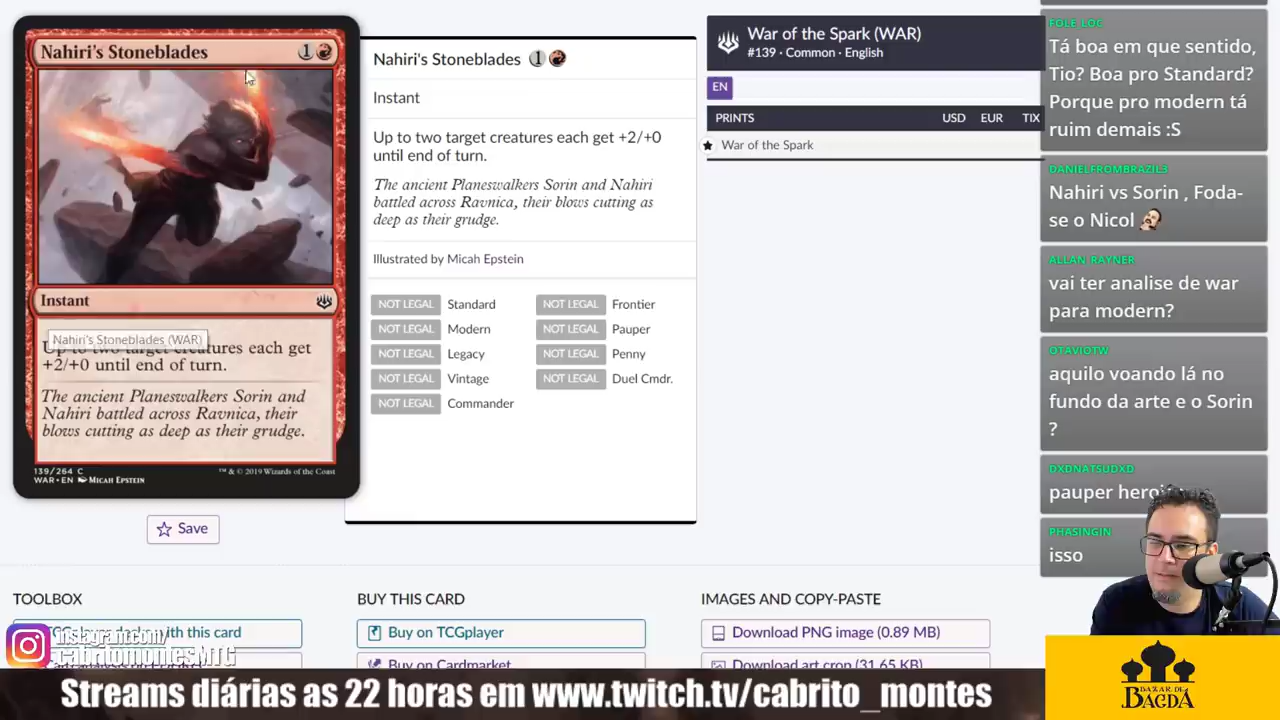 Nahiri's Stoneblades 1
Instant
Nahiri's Stoneblades (WAR)
Up to two target creatures each get
+2/+0 until end of turn.
The ancient Planeswalkers Sorin and
Nahiri battled across Ravnica, their
blows cutting as deep as their grudge.
139/264 C
WAR • EN Micah Epstein
™ & © 2019 Wizards of the Coast
Save
Nahiri's Stoneblades 1
Instant
Up to two target creatures each get +2/+0
until end of turn.
The ancient Planeswalkers Sorin and Nahiri
battled across Ravnica, their blows cutting as
deep as their grudge.
Illustrated by Micah Epstein
NOT LEGAL Standard NOT LEGAL Frontier
NOT LEGAL Modern NOT LEGAL Pauper
NOT LEGAL Legacy NOT LEGAL Penny
NOT LEGAL Vintage NOT LEGAL Duel Cmdr.
NOT LEGAL Commander
War of the Spark (WAR)
#139 · Common · English
EN
PRINTS USD EUR TIX
War of the Spark
TOOLBOX
with this card
BUY THIS CARD
Buy on TCGplayer
Buy on Cardmarket
IMAGES AND COPY-PASTE
Download PNG image (0.89 MB)
Download art crop (31.65 KB)
FOLE LOC
Tá boa em que sentido,
Tio? Boa pro Standard?
Porque pro modern tá
ruim demais :S
DANIELFROMBRAZIL3
Nahiri vs Sorin , Foda-
se o Nicol
ALLAN RAYNER
vai ter analise de war
para modern?
OTAVIOTW
aquilo voando lá no
fundo da arte e o Sorin
?
DXDNATSUDXD
pauper
PHASINGIN
isso
instagram.com/
cabritomontesMTG
Streams diárias as 22 horas em www.twitch.tv/cabrito_montes
BAZAR DE
BAGDÁ